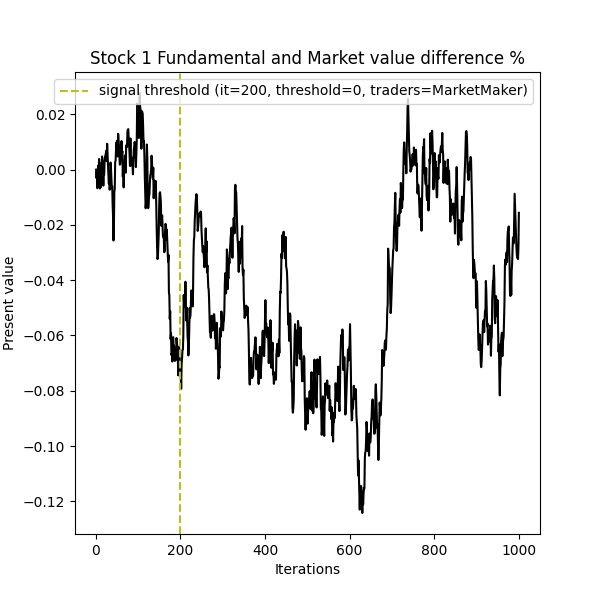 Stock 1 Fundamental and Market value difference %
signal threshold (it=200, threshold=0, traders=MarketMaker)
0.02
0.00
−0.02
−0.04
−0.06
−0.08
−0.10
−0.12
Present value
0 200 400 600 800 1000
Iterations